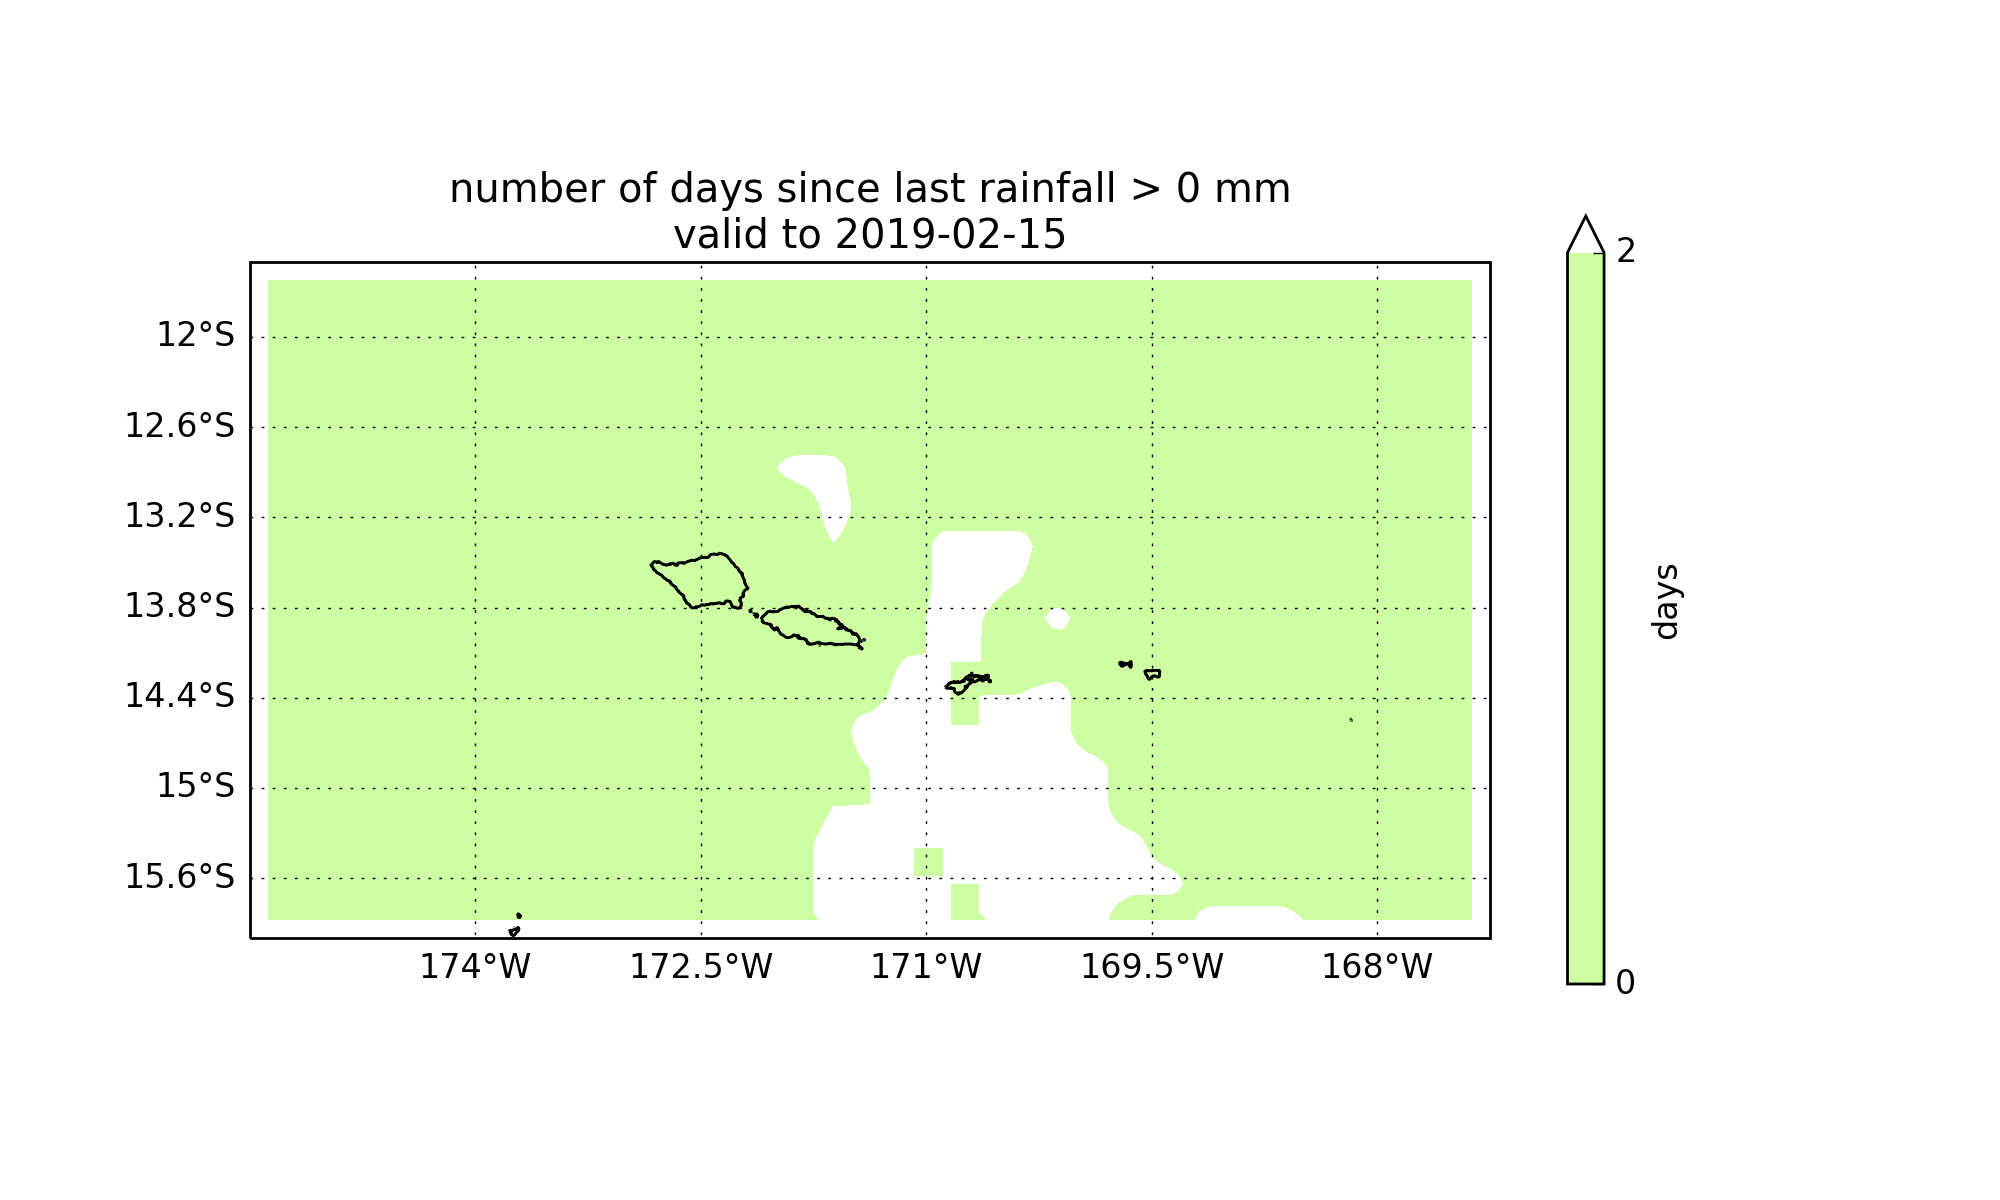 number of days since last rainfall > 0 mm
valid to 2019-02-15
12°S
12.6°S
13.2°S
13.8°S
14.4°S
15°S
15.6°S
174°W
172.5°W
171°W
169.5°W
168°W
2
0
days